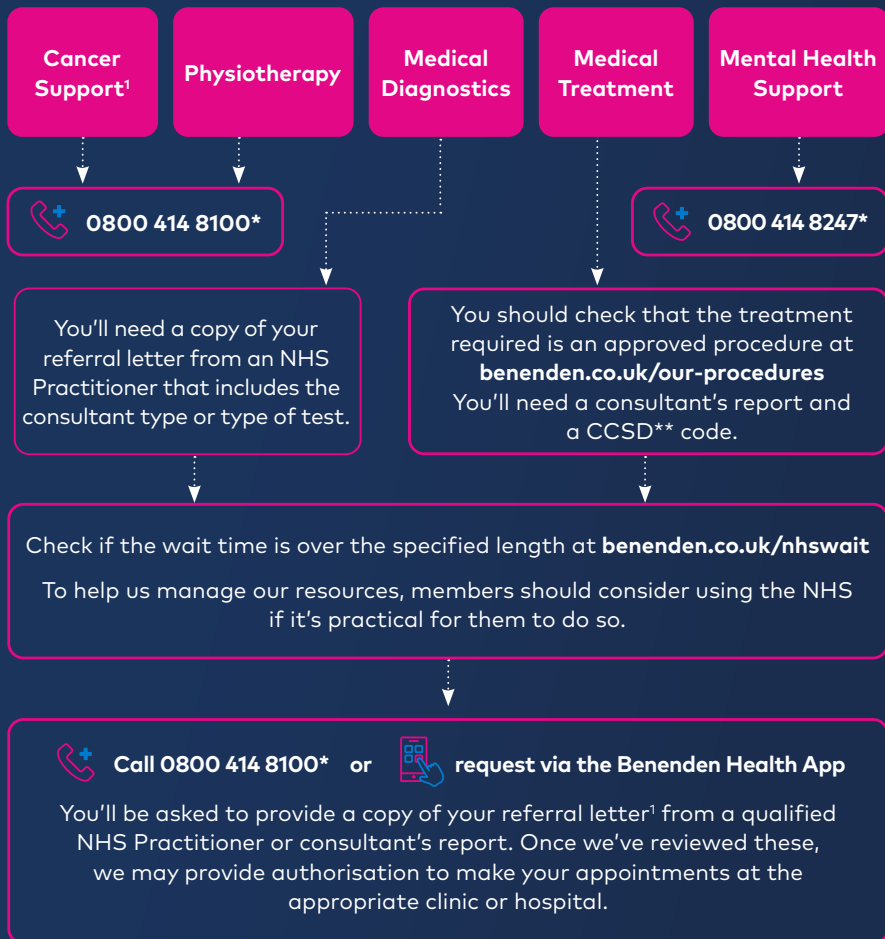 Cancer
Support¹
Physiotherapy
Medical
Diagnostics
Medical
Treatment
Mental Health
Support
0800 414 8100*
0800 414 8247*
You'll need a copy of your
referral letter from an NHS
Practitioner that includes the
consultant type or type of test.
You should check that the treatment
required is an approved procedure at
benenden.co.uk/our-procedures
You'll need a consultant's report and
a CCSD** code.
Check if the wait time is over the specified length at benenden.co.uk/nhswait
To help us manage our resources, members should consider using the NHS
if it's practical for them to do so.
Call 0800 414 8100* or request via the Benenden Health App
You'll be asked to provide a copy of your referral letter¹ from a qualified
NHS Practitioner or consultant's report. Once we've reviewed these,
we may provide authorisation to make your appointments at the
appropriate clinic or hospital.